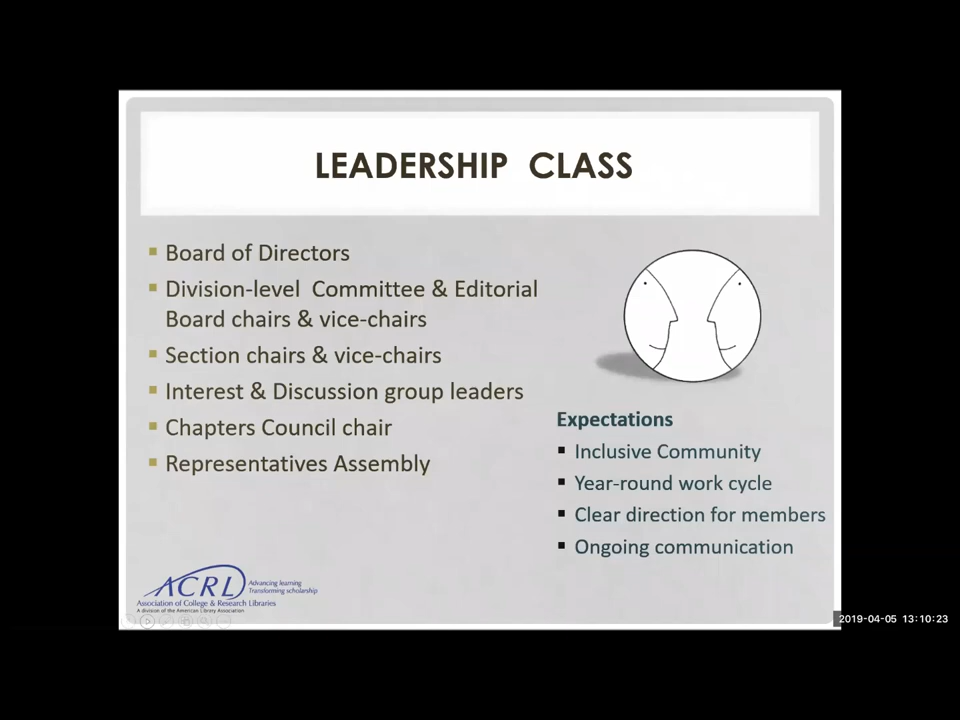 LEADERSHIP CLASS
▪ Board of Directors
▪ Division-level Committee & Editorial
Board chairs & vice-chairs
▪ Section chairs & vice-chairs
▪ Interest & Discussion group leaders
▪ Chapters Council chair
▪ Representatives Assembly
Expectations
▪ Inclusive Community
▪ Year-round work cycle
▪ Clear direction for members
▪ Ongoing communication
ACRL
Advancing learning
Transforming scholarship
Association of College & Research Libraries
A division of the American Library Association
2019-04-05 13:10:23